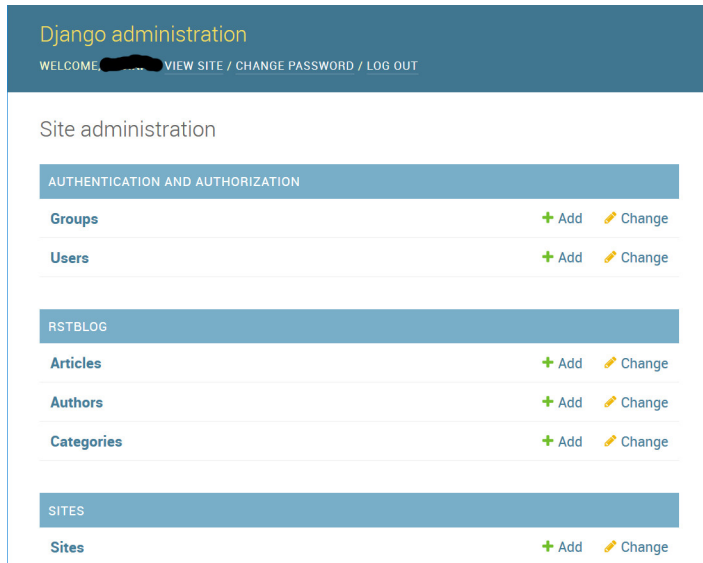 Django administration
WELCOME, VIEW SITE / CHANGE PASSWORD / LOG OUT
Site administration
AUTHENTICATION AND AUTHORIZATION
Groups Add Change
Users Add Change
RSTBLOG
Articles Add Change
Authors Add Change
Categories Add Change
SITES
Sites Add Change